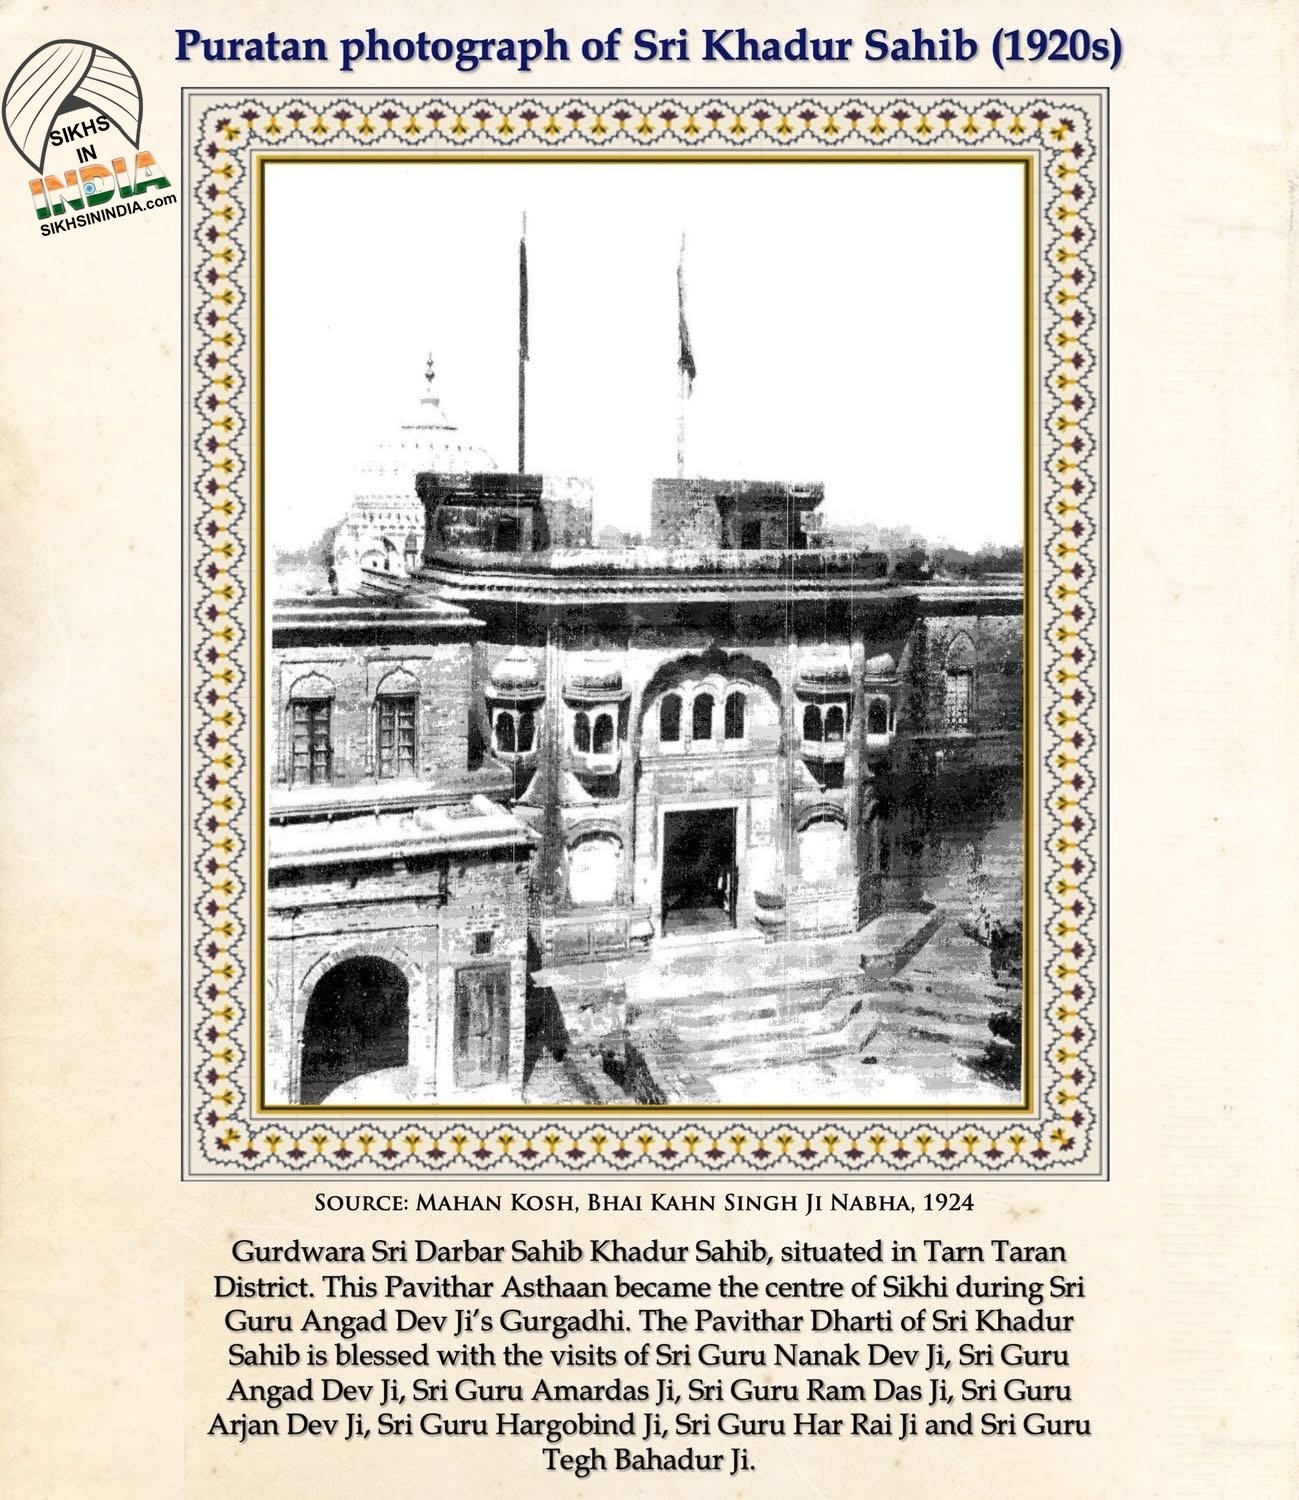 Puratan photograph of Sri Khadur Sahib (1920s)
SIKHS
IN
INDIA
SIKHSININDIA.com
Source: Mahan Kosh, Bhai Kahn Singh Ji Nabha, 1924
Gurdwara Sri Darbar Sahib Khadur Sahib, situated in Tarn Taran
District. This Pavithar Asthaan became the centre of Sikhi during Sri
Guru Angad Dev Ji's Gurgadhi. The Pavithar Dharti of Sri Khadur
Sahib is blessed with the visits of Sri Guru Nanak Dev Ji, Sri Guru
Angad Dev Ji, Sri Guru Amardas Ji, Sri Guru Ram Das Ji, Sri Guru
Arjan Dev Ji, Sri Guru Hargobind Ji, Sri Guru Har Rai Ji and Sri Guru
Tegh Bahadur Ji.